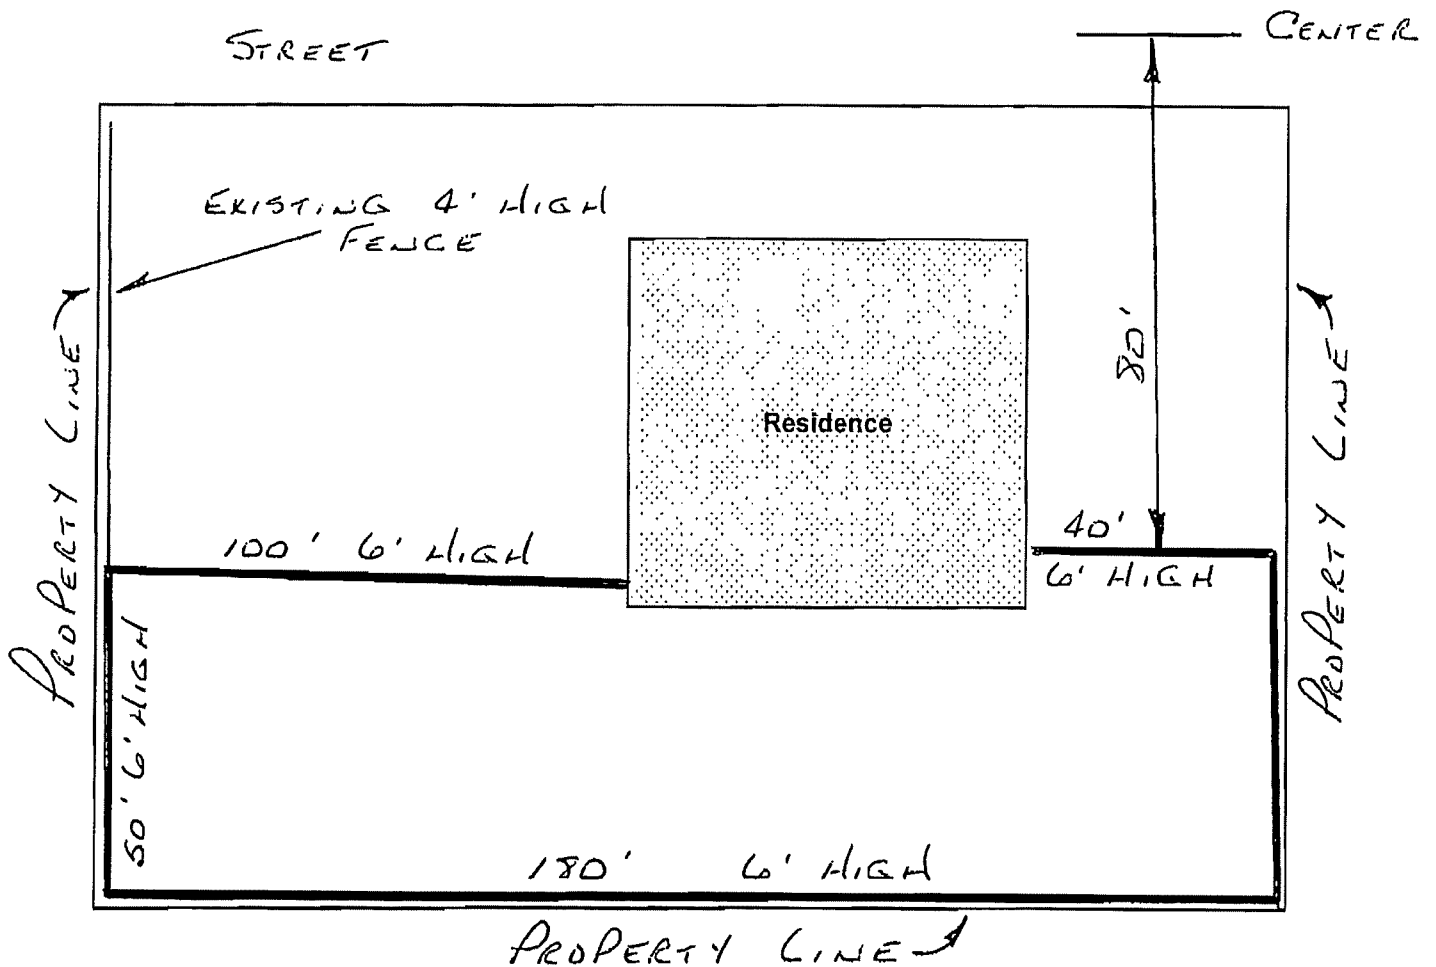 STREET
CENTER
EXISTING 4' HIGH
FENCE
PROPERTY LINE
80'
Residence
PROPERTY LINE
100' 6' HIGH
40'
6' HIGH
50' 6' HIGH
180' 6' HIGH
PROPERTY LINE